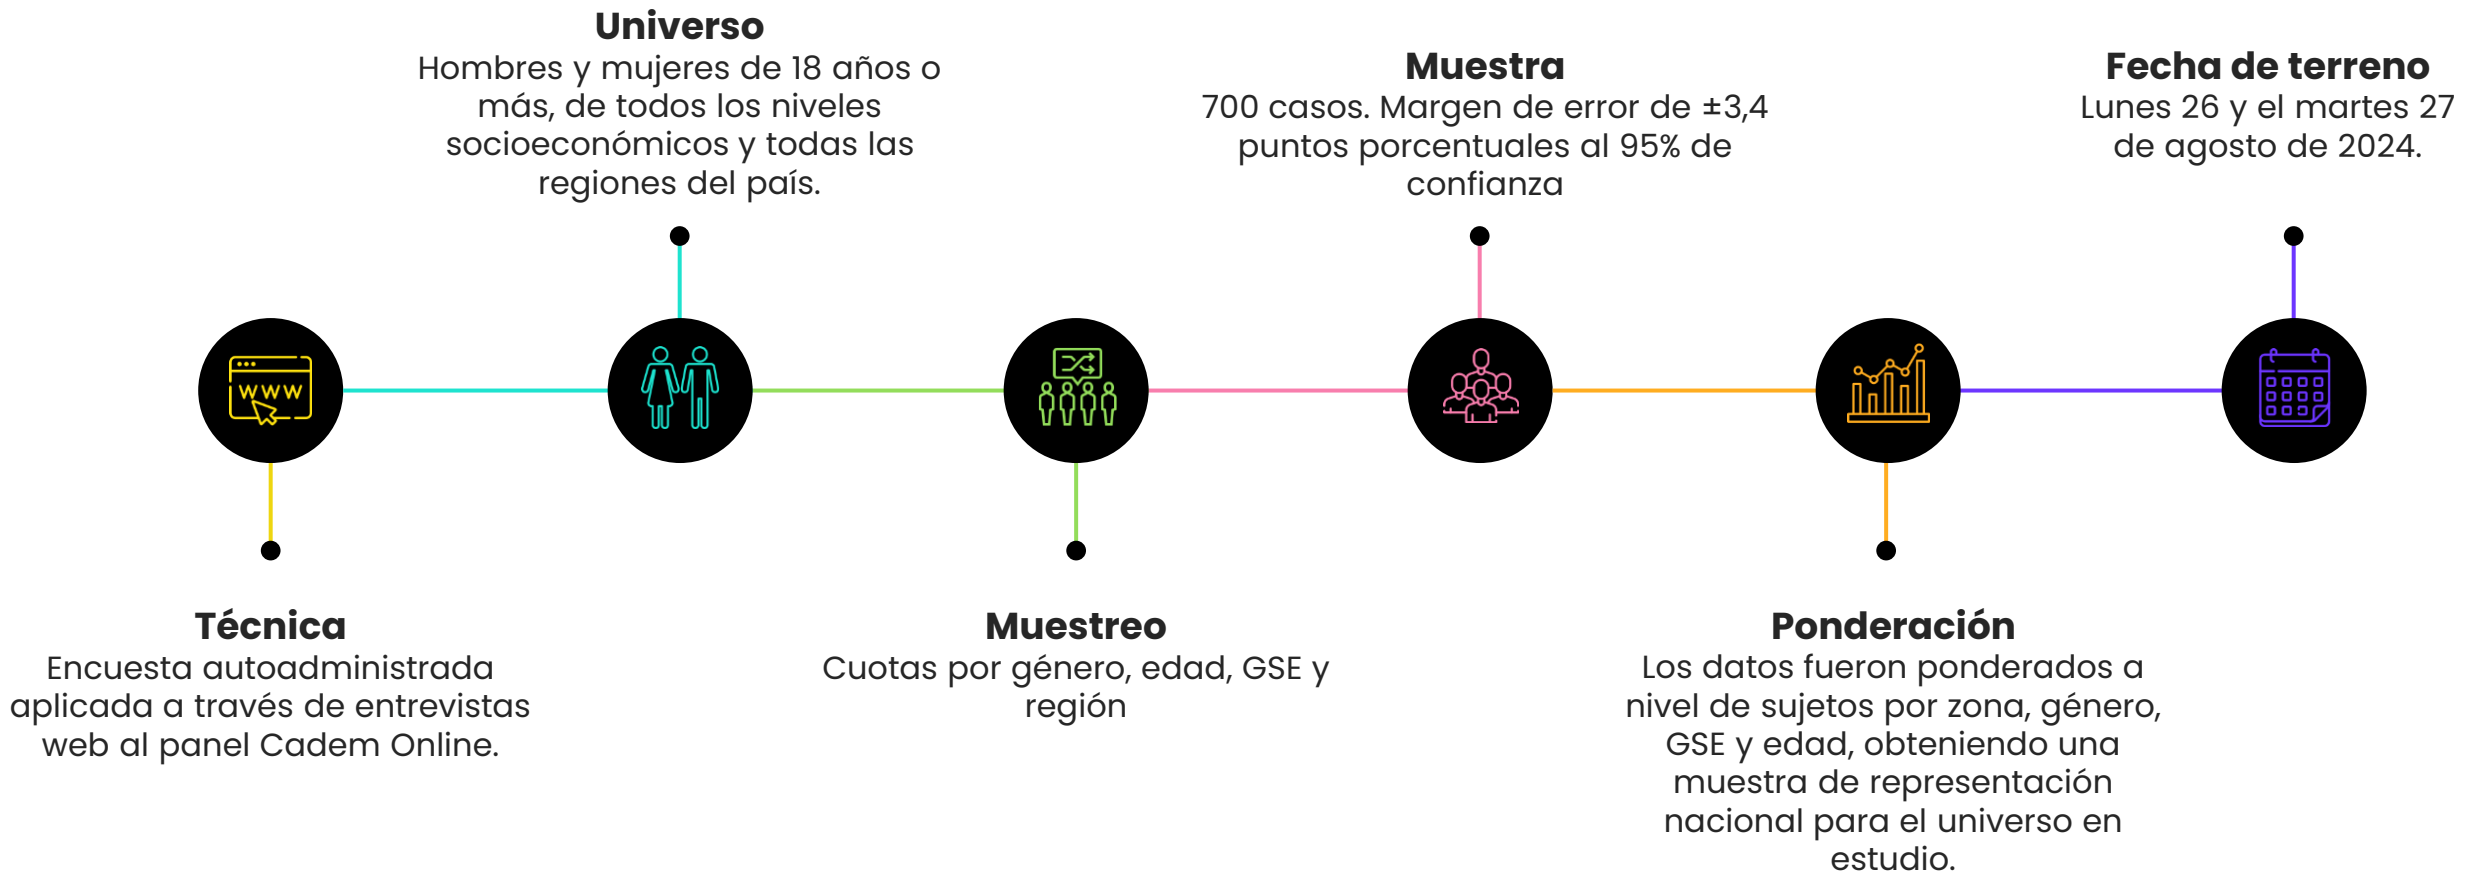 Universo
Hombres y mujeres de 18 años o
más, de todos los niveles
socioeconómicos y todas las
regiones del país.
Muestra
700 casos. Margen de error de ±3,4
puntos porcentuales al 95% de
confianza
Fecha de terreno
Lunes 26 y el martes 27
de agosto de 2024.
WWW
Técnica
Encuesta autoadministrada
aplicada a través de entrevistas
web al panel Cadem Online.
Muestreo
Cuotas por género, edad, GSE y
región
Ponderación
Los datos fueron ponderados a
nivel de sujetos por zona, género,
GSE y edad, obteniendo una
muestra de representación
nacional para el universo en
estudio.